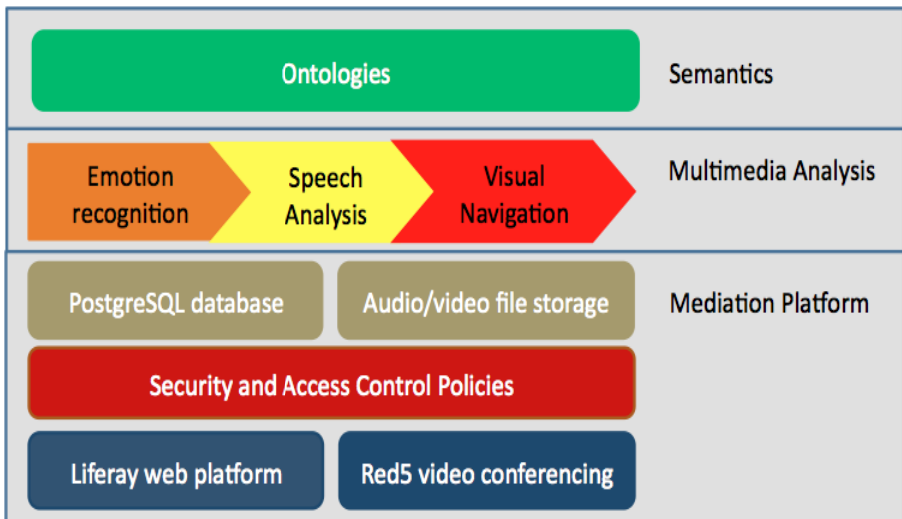 Ontologies
Semantics
Emotion
recognition
Speech
Analysis
Visual
Navigation
Multimedia Analysis
PostgreSQL database
Audio/video file storage
Mediation Platform
Security and Access Control Policies
Liferay web platform
Red5 video conferencing